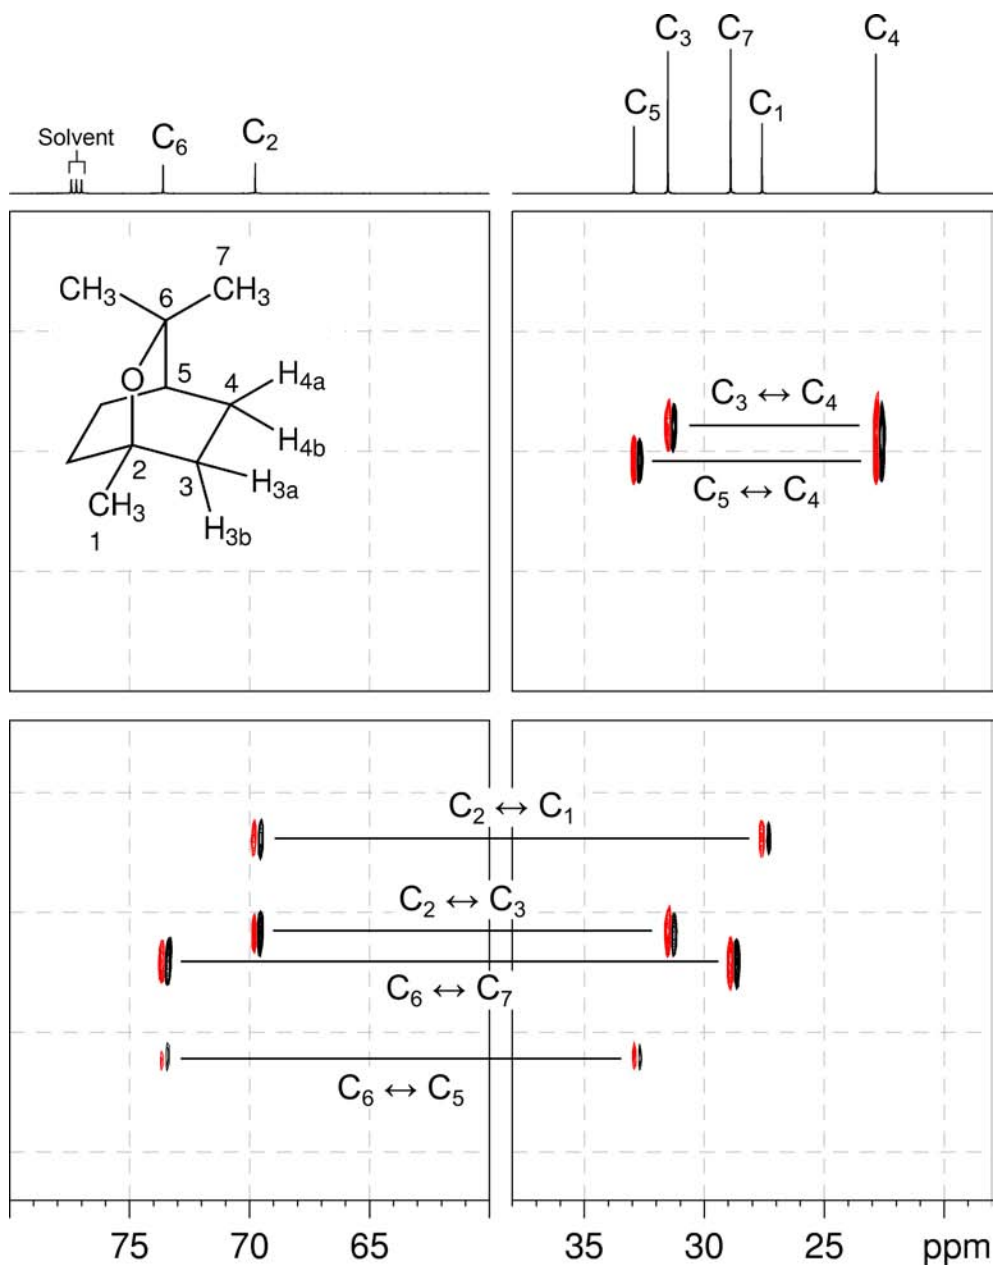 C₃ C₇ C₄
C₅ C₁
Solvent C₆ C₂
7
CH₃ 6 CH₃
O 5 4 H₄ₐ
H₄b
2 3 H₃ₐ
CH₃ H₃b
1
C₃ ↔ C₄
C₅ ↔ C₄
C₂ ↔ C₁
C₂ ↔ C₃
C₆ ↔ C₇
C₆ ↔ C₅
75 70 65 35 30 25 ppm